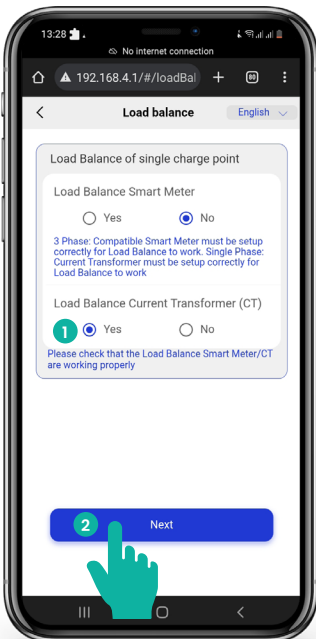 13:28
No internet connection
192.168.4.1/#/loadBal
80
Load balance
English
Load Balance of single charge point
Load Balance Smart Meter
Yes No
3 Phase: Compatible Smart Meter must be setup
correctly for Load Balance to work. Single Phase:
Current Transformer must be setup correctly for
Load Balance to work
Load Balance Current Transformer (CT)
1 Yes No
Please check that the Load Balance Smart Meter/CT
are working properly
2 Next